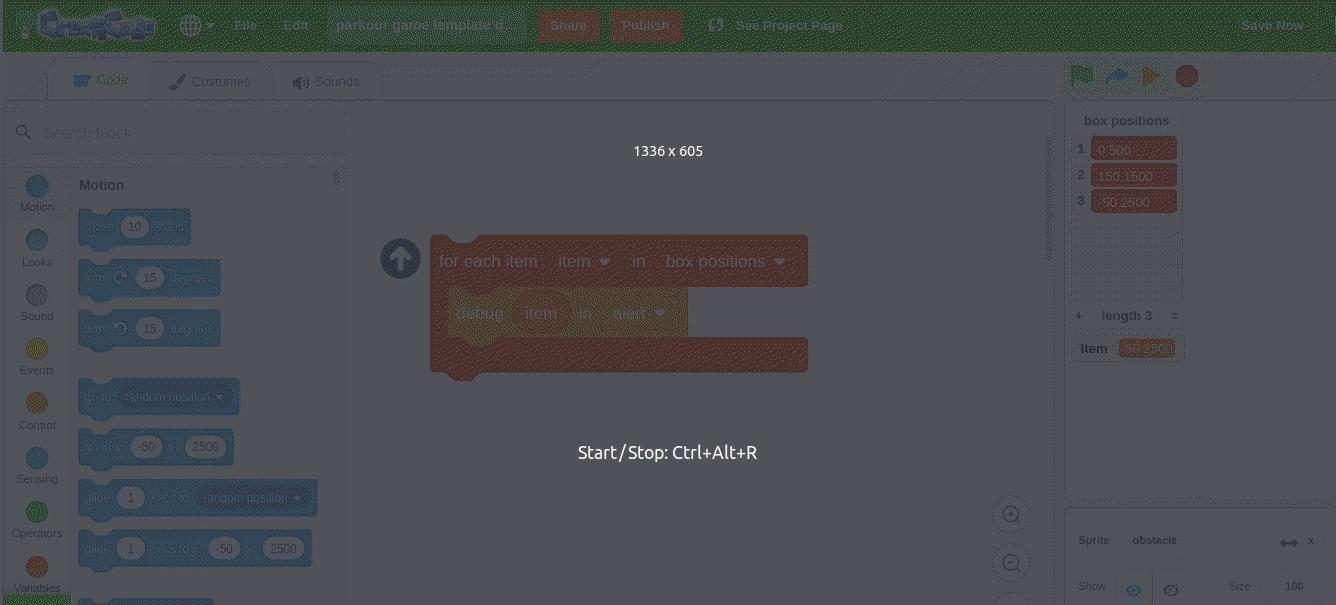 File Edit parkour game template d... Share Publish See Project Page Save Now
Code Costumes Sounds
Search block
Motion
Looks
Sound
Events
Control
Sensing
Operators
Variables
Motion
move 10 steps
turn 15 degrees
turn 15 degrees
go to random position
go to x: -50 y: 2500
glide 1 secs to random position
glide 1 secs to x: -50 y: 2500
1336 x 605
for each item item in box positions
debug item in alert
Start/Stop: Ctrl+Alt+R
box positions
1 0,500
2 150,1500
3 -50,2500
+ length 3 =
item -50,2500
Sprite obstacle x
Show Size 100